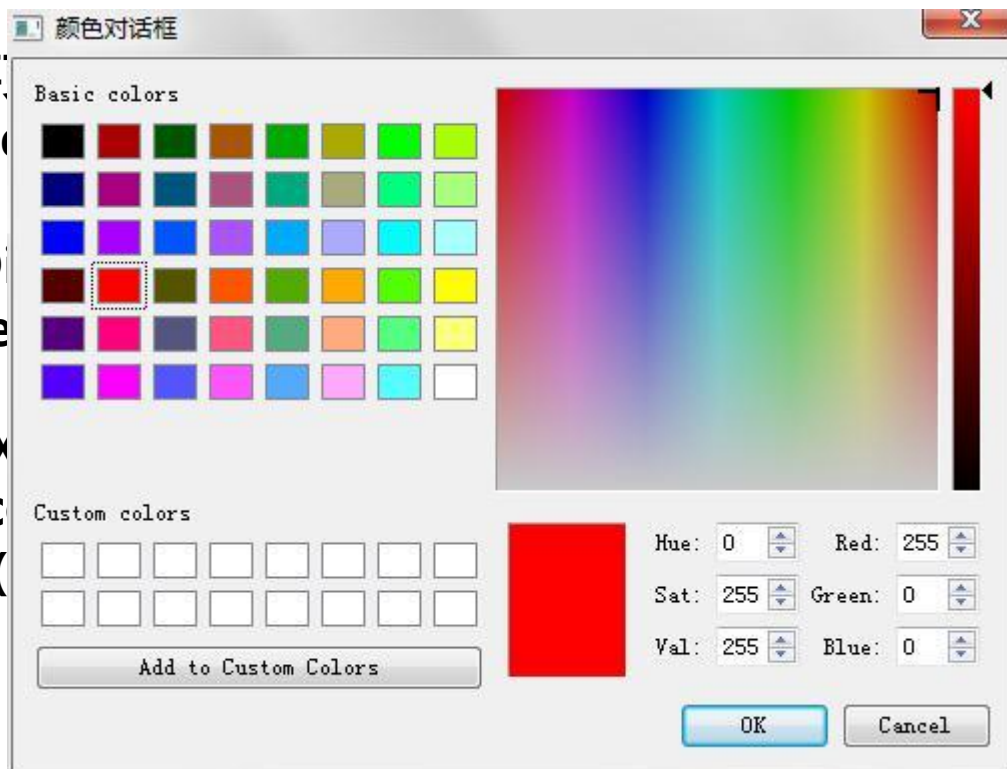 颜色对话框
Basic colors
Custom colors
Add to Custom Colors
Hue: 0 Red: 255
Sat: 255 Green: 0
Val: 255 Blue: 0
OK Cancel